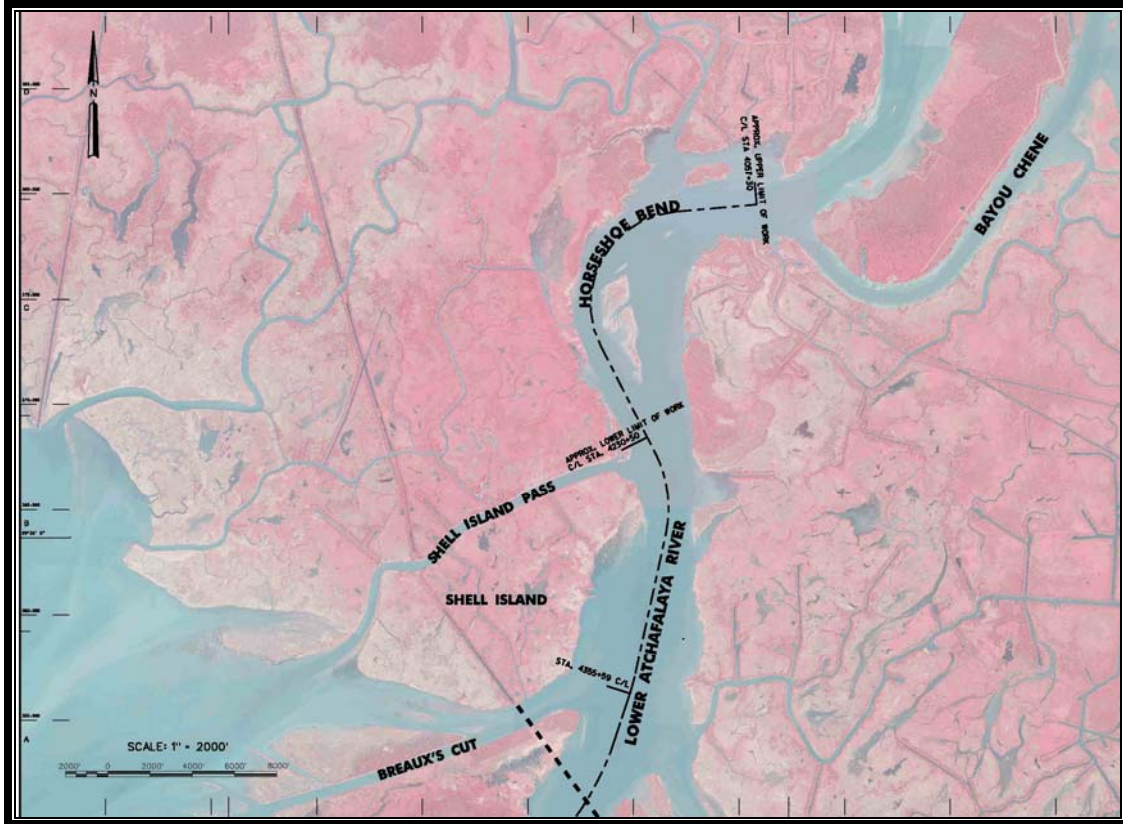 N
D
APPROX. UPPER LIMIT OF WORK
C/L STA 4057+30
BAYOU CHENE
HORSESHOE BEND
C
APPROX. LOWER LIMIT OF WORK
C/L STA. 4230+50
SHELL ISLAND PASS
B
SHELL ISLAND
LOWER ATCHAFALAYA RIVER
STA. 4355+59 C/L
A
SCALE: 1" = 2000'
BREAUX'S CUT
2000' 0 2000' 4000' 6000' 8000'